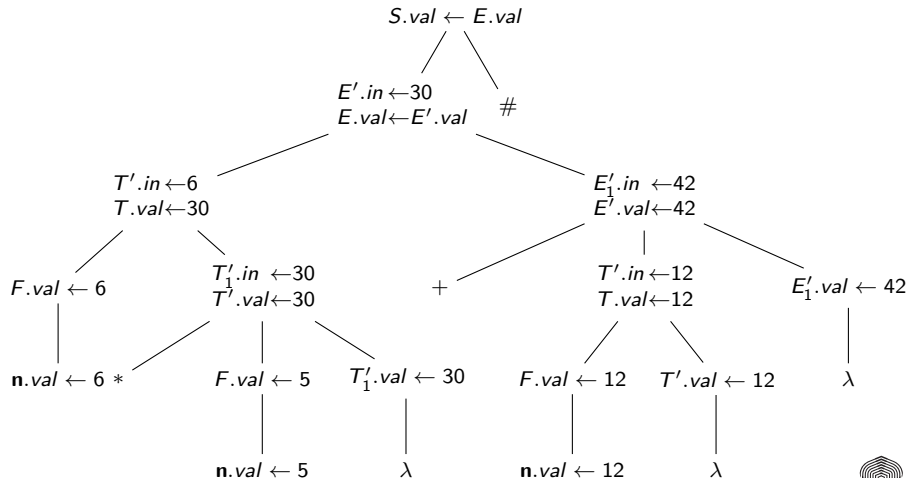 S.val ← E.val
E′.in ←30
E.val←E′.val
#
T′.in ←6
T.val←30
E′₁.in ←42
E′.val←42
F.val ← 6
T′₁.in ←30
T′.val←30
+
T′.in ←12
T.val←12
E′₁.val ← 42
n.val ← 6
*
F.val ← 5
T′₁.val ← 30
F.val ← 12
T′.val ← 12
λ
n.val ← 5
λ
n.val ← 12
λ